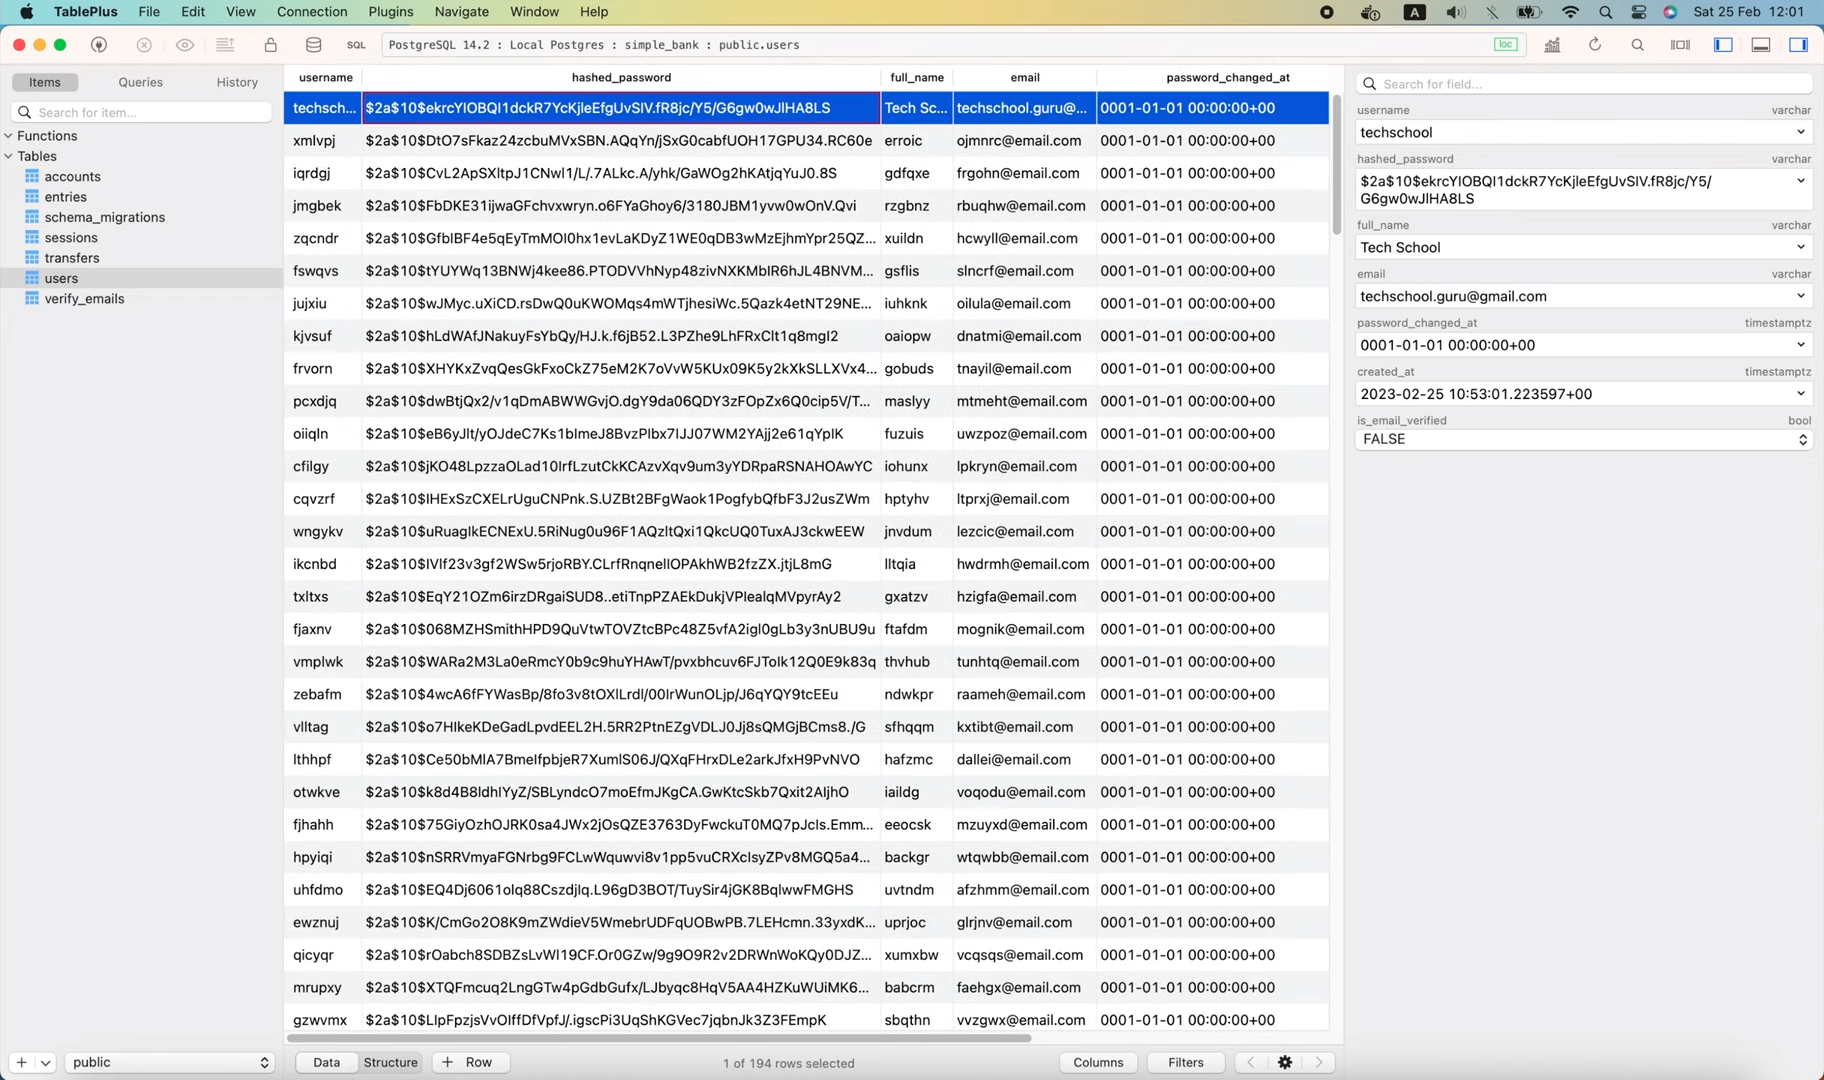 TablePlus File Edit View Connection Plugins Navigate Window Help A Sat 25 Feb 12:01
SQL PostgreSQL 14.2 : Local Postgres : simple_bank : public.users loc
Items Queries History
Search for item...
Functions
Tables
accounts
entries
schema_migrations
sessions
transfers
users
verify_emails
username hashed_password full_name email password_changed_at
techsch... $2a$10$ekrcYIOBQI1dckR7YcKjleEfgUvSIV.fR8jc/Y5/G6gw0wJlHA8LS Tech Sc... techschool.guru@... 0001-01-01 00:00:00+00
xmlvpj $2a$10$DtO7sFkaz24zcbuMVxSBN.AQqYn/jSxG0cabfUOH17GPU34.RC60e erroic ojmnrc@email.com 0001-01-01 00:00:00+00
iqrdgj $2a$10$CvL2ApSXltpJ1CNwl1/L/.7ALkc.A/yhk/GaWOg2hKAtjqYuJ0.8S gdfqxe frgohn@email.com 0001-01-01 00:00:00+00
jmgbek $2a$10$FbDKE31ijwaGFchvxwryn.o6FYaGhoy6/3180JBM1yvw0wOnV.Qvi rzgbnz rbuqhw@email.com 0001-01-01 00:00:00+00
zqcndr $2a$10$GfblBF4e5qEyTmMOI0hx1evLaKDyZ1WE0qDB3wMzEjhmYpr25QZ... xuildn hcwyll@email.com 0001-01-01 00:00:00+00
fswqvs $2a$10$tYUYWq13BNWj4kee86.PTODVVhNyp48zivNXKMbIR6hJL4BNVM... gsflis slncrf@email.com 0001-01-01 00:00:00+00
jujxiu $2a$10$wJMyc.uXiCD.rsDwQ0uKWOMqs4mWTjhesiWc.5Qazk4etNT29NE... iuhknk oilula@email.com 0001-01-01 00:00:00+00
kjvsuf $2a$10$hLdWAfJNakuyFsYbQy/HJ.k.f6jB52.L3PZhe9LhFRxClt1q8mgI2 oaiopw dnatmi@email.com 0001-01-01 00:00:00+00
frvorn $2a$10$XHYKxZvqQesGkFxoCkZ75eM2K7oVvW5KUx09K5y2kXkSLLXVx4... gobuds tnayil@email.com 0001-01-01 00:00:00+00
pcxdjq $2a$10$dwBtjQx2/v1qDmABWWGvjO.dgY9da06QDY3zFOpZx6Q0cip5V/T... maslyy mtmeht@email.com 0001-01-01 00:00:00+00
oiiqln $2a$10$eB6yJlt/yOJdeC7Ks1bImeJ8BvzPlbx7IJJ07WM2YAjj2e61qYpIK fuzuis uwzpoz@email.com 0001-01-01 00:00:00+00
cfilgy $2a$10$jKO48LpzzaOLad10lrfLzutCkKCAzvXqv9um3yYDRpaRSNAHOAwYC iohunx lpkryn@email.com 0001-01-01 00:00:00+00
cqvzrf $2a$10$IHExSzCXELrUguCNPnk.S.UZBt2BFgWaok1PogfybQfbF3J2usZWm hptyhv ltprxj@email.com 0001-01-01 00:00:00+00
wngykv $2a$10$uRuaglkECNExU.5RiNug0u96F1AQzltQxi1QkcUQ0TuxAJ3ckwEEW jnvdum lezcic@email.com 0001-01-01 00:00:00+00
ikcnbd $2a$10$IVlf23v3gf2WSw5rjoRBY.CLrfRnqnellOPAkhWB2fzZX.jtjL8mG lltqia hwdrmh@email.com 0001-01-01 00:00:00+00
txltxs $2a$10$EqY21OZm6irzDRgaiSUD8..etiTnpPZAEkDukjVPlealqMVpyrAy2 gxatzv hzigfa@email.com 0001-01-01 00:00:00+00
fjaxnv $2a$10$068MZHSmithHPD9QuVtwTOVZtcBPc48Z5vfA2igl0gLb3y3nUBU9u ftafdm mognik@email.com 0001-01-01 00:00:00+00
vmplwk $2a$10$WARa2M3La0eRmcY0b9c9huYHAwT/pvxbhcuv6FJTolk12Q0E9k83q thvhub tunhtq@email.com 0001-01-01 00:00:00+00
zebafm $2a$10$4wcA6fFYWasBp/8fo3v8tOXlLrdl/00IrWunOLjp/J6qYQY9tcEEu ndwkpr raameh@email.com 0001-01-01 00:00:00+00
vlltag $2a$10$o7HlkeKDeGadLpvdEEL2H.5RR2PtnEZgVDLJ0Jj8sQMGjBCms8./G sfhqqm kxtibt@email.com 0001-01-01 00:00:00+00
lthhpf $2a$10$Ce50bMlA7BmelfpbjeR7XumlS06J/QXqFHrxDLe2arkJfxH9PvNVO hafzmc dallei@email.com 0001-01-01 00:00:00+00
otwkve $2a$10$k8d4B8ldhlYyZ/SBLyndcO7moEfmJKgCA.GwKtcSkb7Qxit2AljhO iaildg voqodu@email.com 0001-01-01 00:00:00+00
fjhahh $2a$10$75GiyOzhOJRK0sa4JWx2jOsQZE3763DyFwckuT0MQ7pJcls.Emm... eeocsk mzuyxd@email.com 0001-01-01 00:00:00+00
hpyiqi $2a$10$nSRRVmyaFGNrbg9FCLwWquwvi8v1pp5vuCRXclsyZPv8MGQ5a4... backgr wtqwbb@email.com 0001-01-01 00:00:00+00
uhfdmo $2a$10$EQ4Dj6061olq88Cszdjlq.L96gD3BOT/TuySir4jGK8BqlwwFMGHS uvtndm afzhmm@email.com 0001-01-01 00:00:00+00
ewznuj $2a$10$K/CmGo2O8K9mZWdieV5WmebrUDFqUOBwPB.7LEHcmn.33yxdK... uprjoc glrjnv@email.com 0001-01-01 00:00:00+00
qicyqr $2a$10$rOabch8SDBZsLvWl19CF.Or0GZw/9g9O9R2v2DRWnWoKQy0DJZ... xumxbw vcqsqs@email.com 0001-01-01 00:00:00+00
mrupxy $2a$10$XTQFmcuq2LngGTw4pGdbGufx/LJbyqc8HqV5AA4HZKuWUiMK6... babcrm faehgx@email.com 0001-01-01 00:00:00+00
gzwvmx $2a$10$LlpFpzjsVvOIffDfVpfJ/.igscPi3UqShKGVec7jqbnJk3Z3FEmpK sbqthn vvzgwx@email.com 0001-01-01 00:00:00+00
Search for field...
username varchar
techschool
hashed_password varchar
$2a$10$ekrcYIOBQI1dckR7YcKjleEfgUvSIV.fR8jc/Y5/
G6gw0wJlHA8LS
full_name varchar
Tech School
email varchar
techschool.guru@gmail.com
password_changed_at timestamptz
0001-01-01 00:00:00+00
created_at timestamptz
2023-02-25 10:53:01.223597+00
is_email_verified bool
FALSE
+ public Data Structure + Row 1 of 194 rows selected Columns Filters